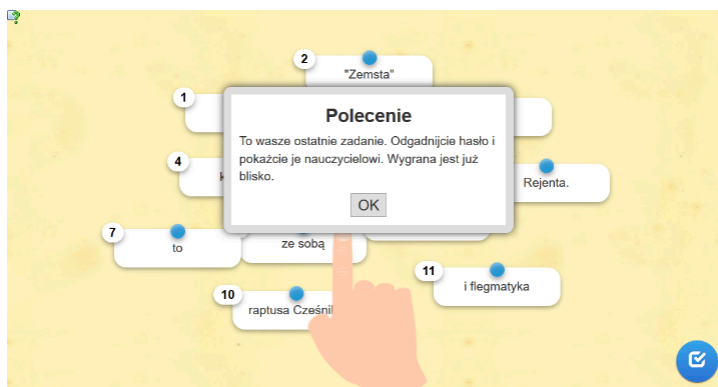 2
"Zemsta"
1
Polecenie
To wasze ostatnie zadanie. Odgadnijcie hasło i
pokażcie je nauczycielowi. Wygrana jest już
blisko.
OK
4
Rejenta.
7
to
ze sobą
11
i flegmatyka
10
raptusa